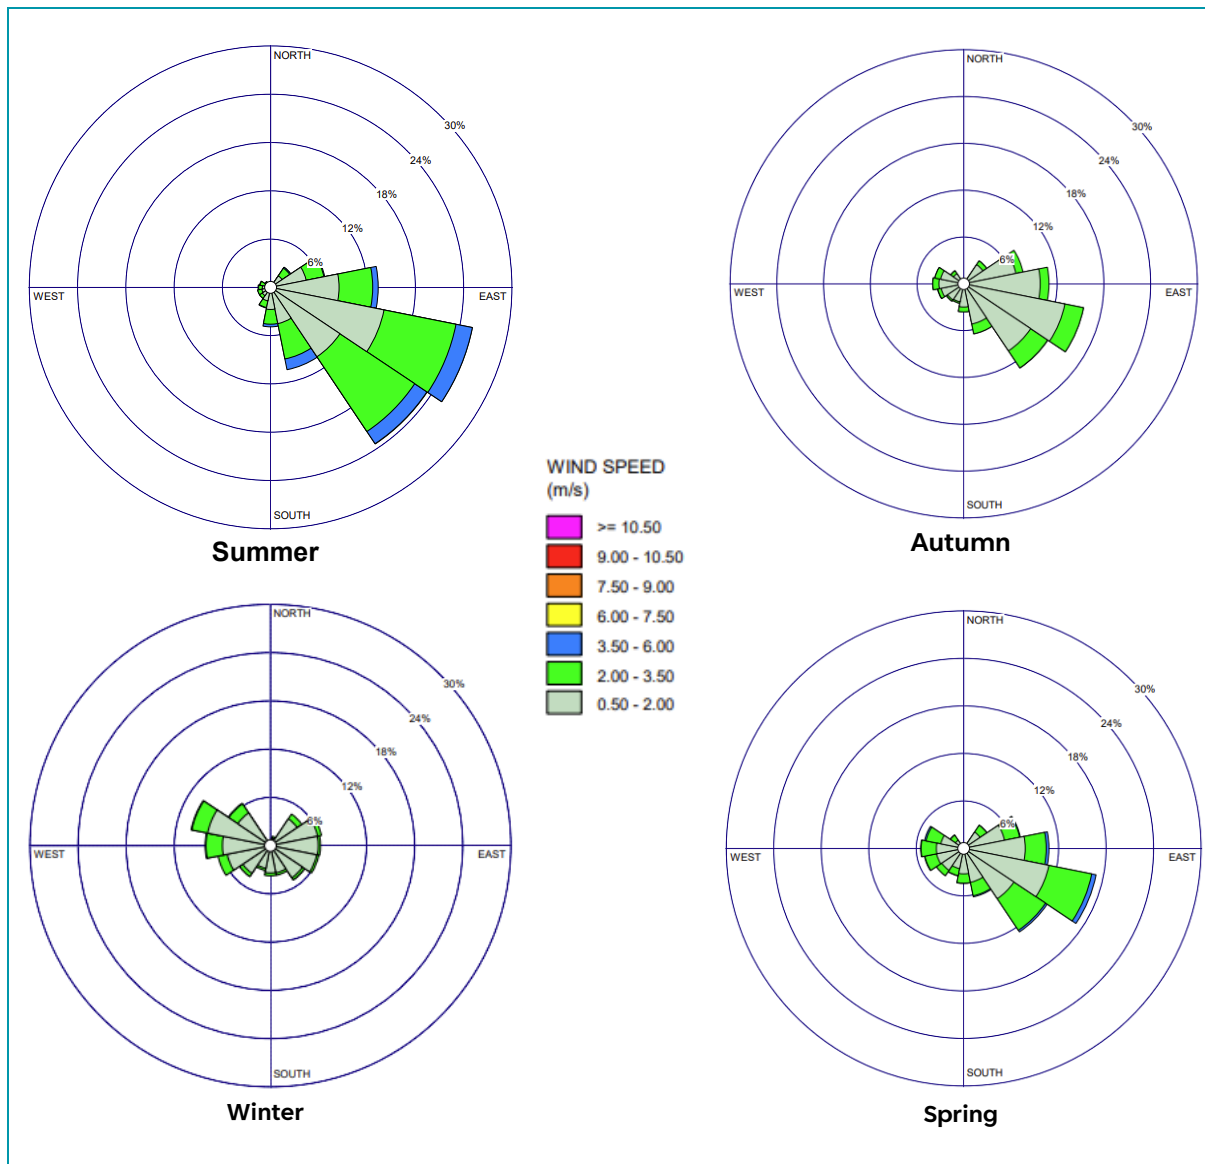 NORTH
30%
24%
18%
12%
6%
WEST
EAST
SOUTH
Summer
NORTH
30%
24%
18%
12%
6%
WEST
EAST
SOUTH
Autumn
WIND SPEED
(m/s)
>= 10.50
9.00 - 10.50
7.50 - 9.00
6.00 - 7.50
3.50 - 6.00
2.00 - 3.50
0.50 - 2.00
NORTH
30%
24%
18%
12%
6%
WEST
EAST
SOUTH
Winter
NORTH
30%
24%
18%
12%
6%
WEST
EAST
SOUTH
Spring